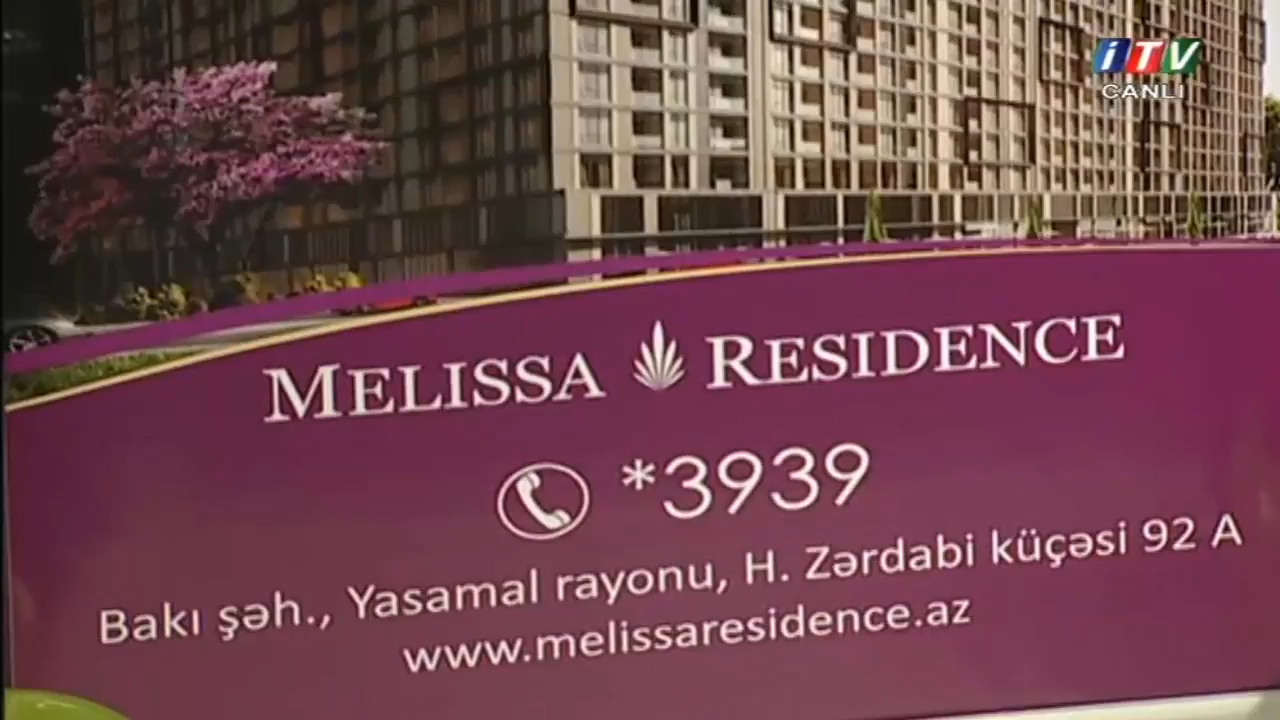 iTV
CANLI
MELISSA RESIDENCE
*3939
Bakı şəh., Yasamal rayonu, H. Zərdabi küçəsi 92 A
www.melissaresidence.az